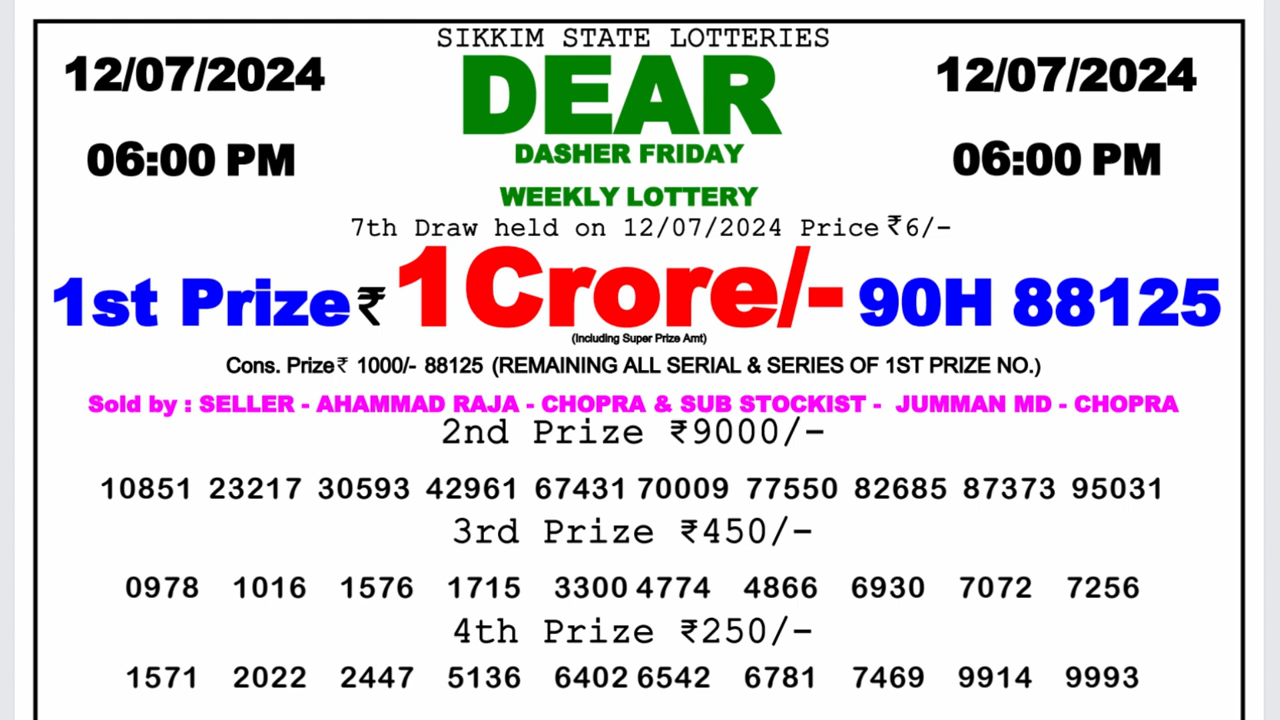 SIKKIM STATE LOTTERIES
12/07/2024 DEAR 12/07/2024
06:00 PM DASHER FRIDAY 06:00 PM
WEEKLY LOTTERY
7th Draw held on 12/07/2024 Price ₹6/-
1st Prize ₹ 1Crore/- 90H 88125
(Including Super Prize Amt)
Cons. Prize ₹ 1000/- 88125 (REMAINING ALL SERIAL & SERIES OF 1ST PRIZE NO.)
Sold by : SELLER - AHAMMAD RAJA - CHOPRA & SUB STOCKIST - JUMMAN MD - CHOPRA
2nd Prize ₹9000/-
10851 23217 30593 42961 67431 70009 77550 82685 87373 95031
3rd Prize ₹450/-
0978 1016 1576 1715 3300 4774 4866 6930 7072 7256
4th Prize ₹250/-
1571 2022 2447 5136 6402 6542 6781 7469 9914 9993